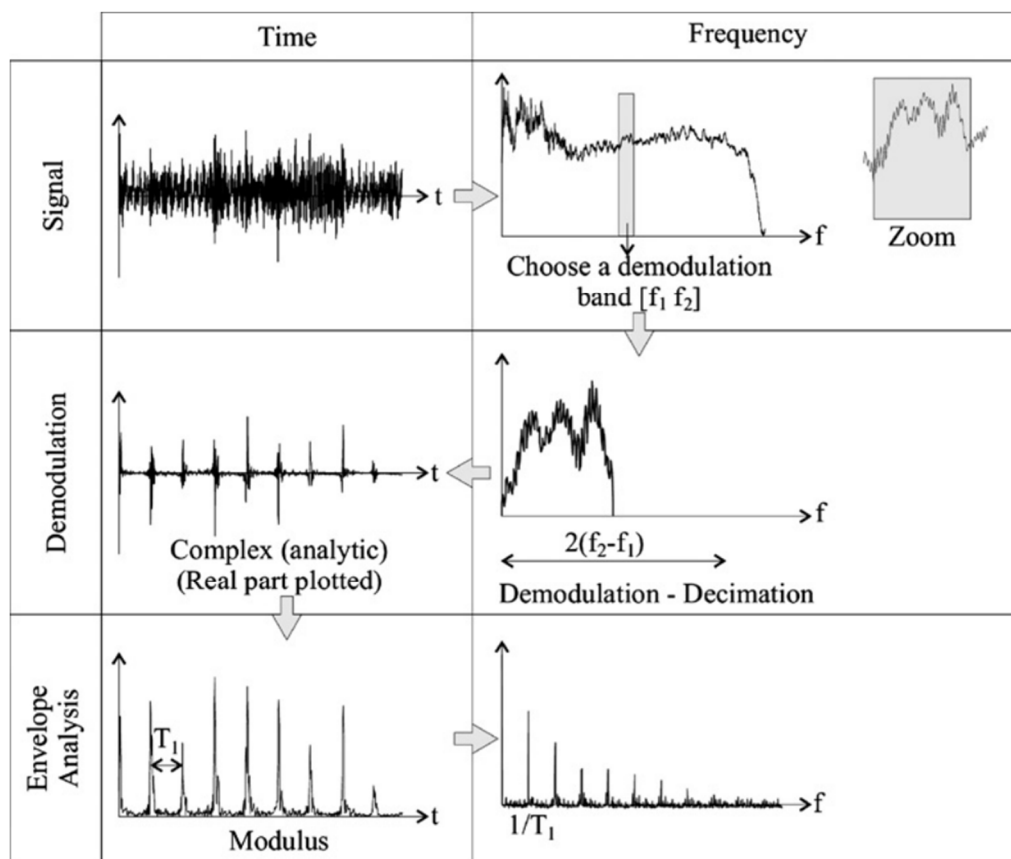 Time
Frequency
Signal
t
f
Zoom
Choose a demodulation
band [f₁ f₂]
Demodulation
t
Complex (analytic)
(Real part plotted)
f
2(f₂-f₁)
Demodulation - Decimation
Envelope
Analysis
T₁
t
Modulus
f
1/T₁